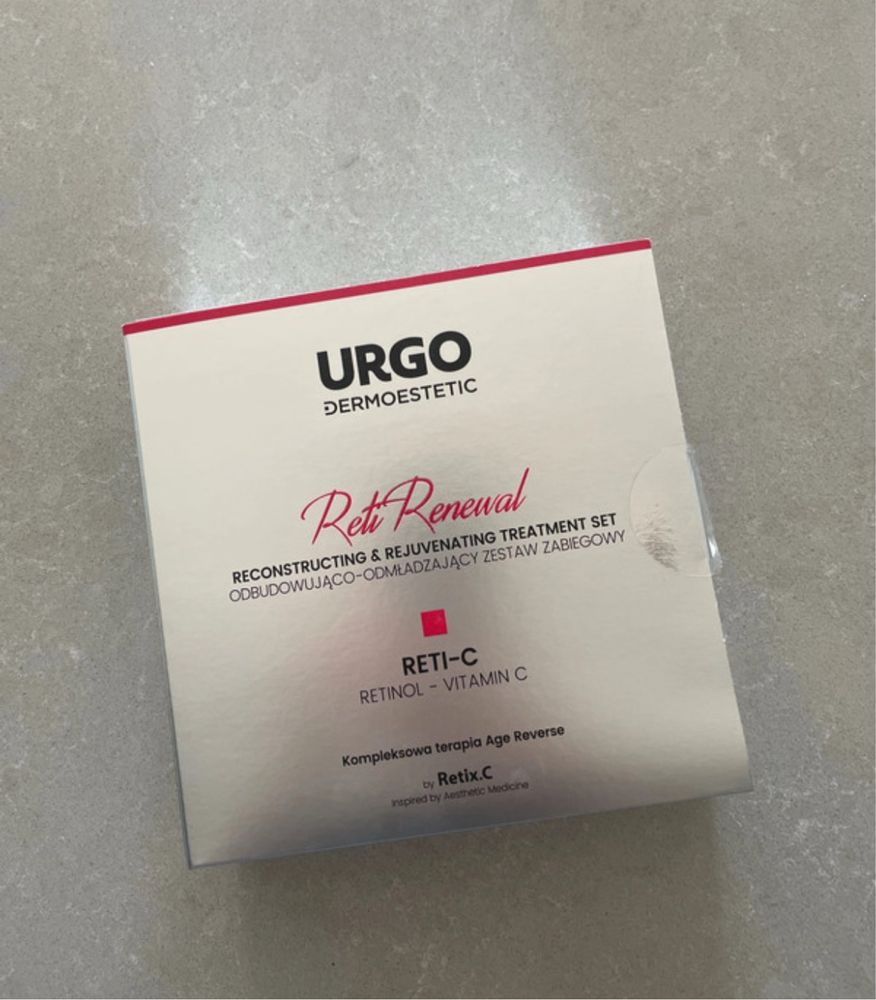 URGO
DERMOESTETIC
Reti Renewal
RECONSTRUCTING & REJUVENATING TREATMENT SET
ODBUDOWUJĄCO-ODMŁADZAJĄCY ZESTAW ZABIEGOWY
RETI-C
RETINOL - VITAMIN C
Kompleksowa terapia Age Reverse
by Retix.C
Inspired by Aesthetic Medicine